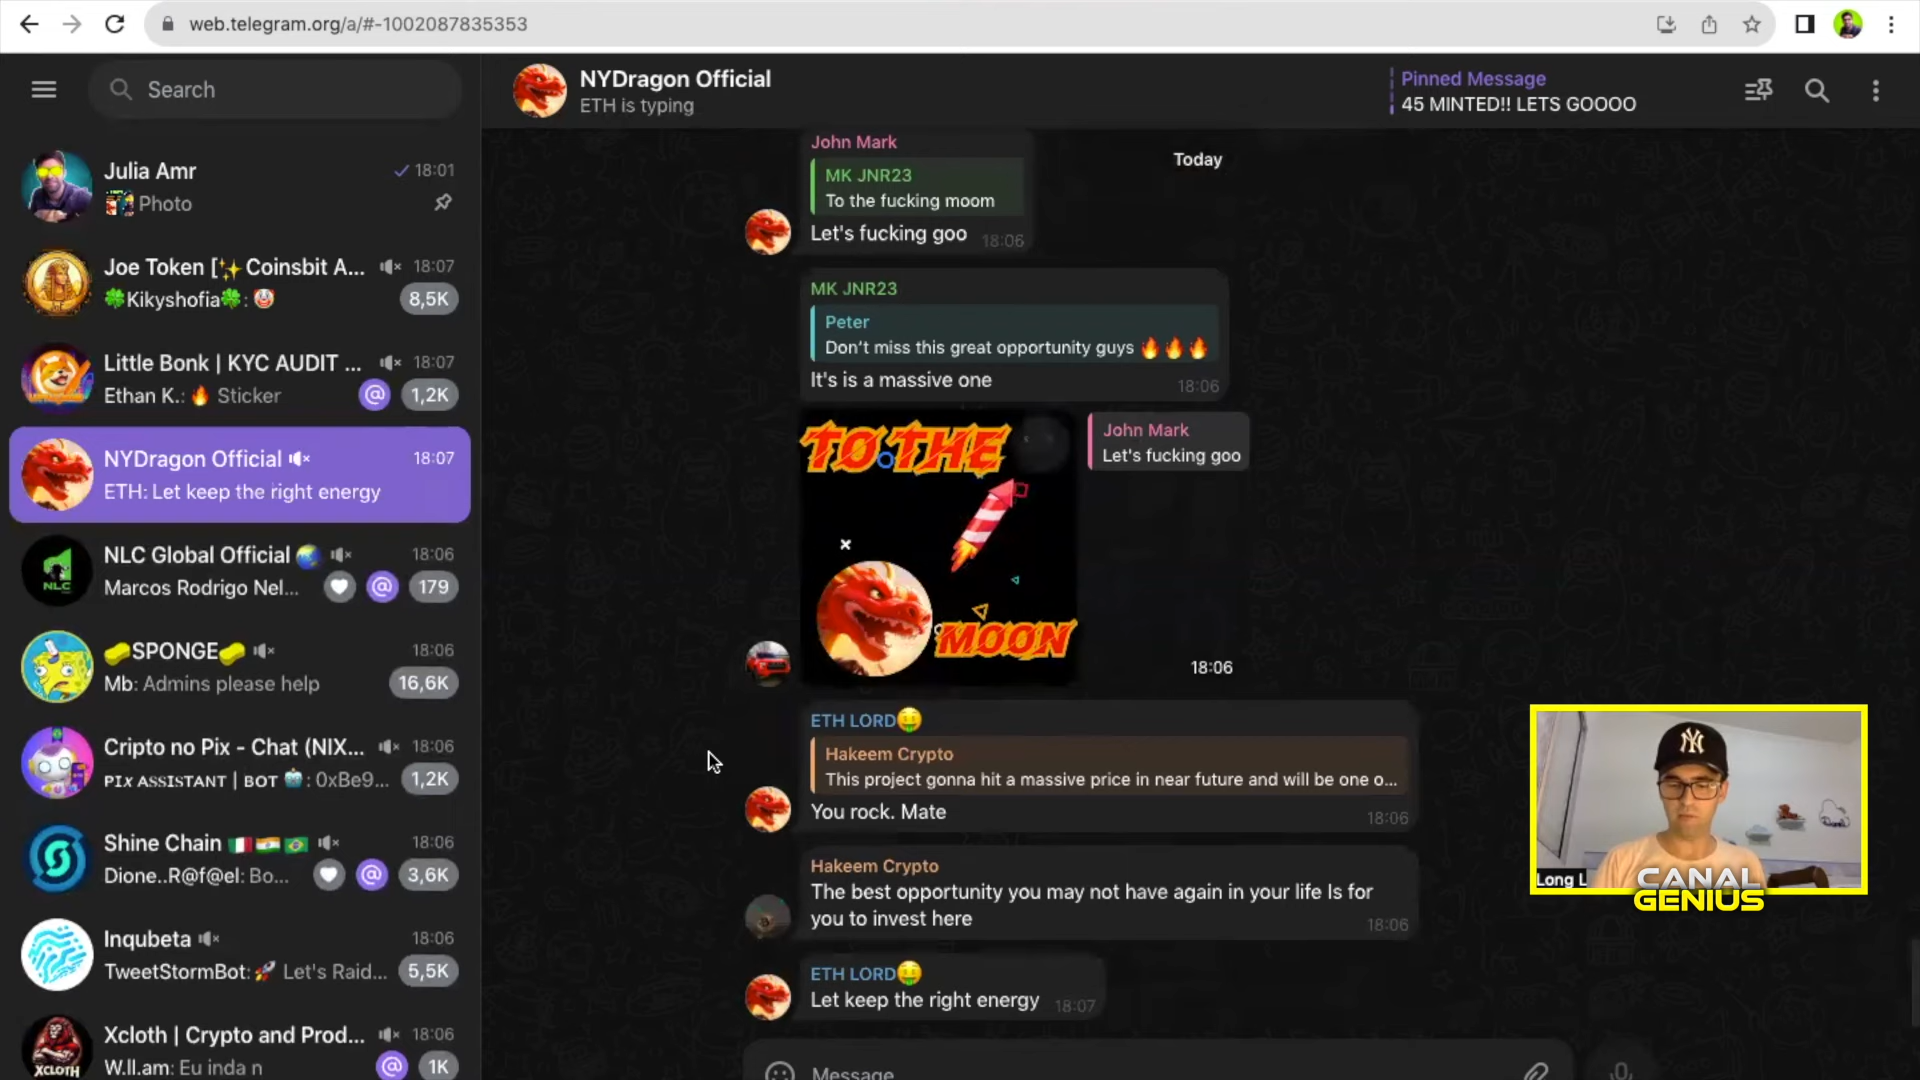 web.telegram.org/a/#-1002087835353
Search
NYDragon Official
ETH is typing
Pinned Message
45 MINTED!! LETS GOOOO
Julia Amr
18:01
Photo
Joe Token [✨ Coinsbit A...
18:07
🍀Kikyshofia🍀: 🤡
8,5K
Little Bonk | KYC AUDIT ...
18:07
Ethan K.: 🔥 Sticker
@
1,2K
NYDragon Official
18:07
ETH: Let keep the right energy
NLC
NLC Global Official 🌏
18:06
Marcos Rodrigo Nel...
@
179
🧽SPONGE🧽
18:06
Mb: Admins please help
16,6K
Cripto no Pix - Chat (NIX...
18:06
PIx ASSISTANT | BOT 🤖: 0xBe9...
1,2K
Shine Chain 🇮🇹🇮🇳🇧🇷
18:06
Dione..R@f@el: Bo...
@
3,6K
Inqubeta
18:06
TweetStormBot: 🚀 Let's Raid...
5,5K
XCLOTH
Xcloth | Crypto and Prod...
18:06
W.ll.am: Eu inda n
@
1K
Today
John Mark
MK JNR23
To the fucking moom
Let's fucking goo
18:06
MK JNR23
Peter
Don't miss this great opportunity guys 🔥🔥🔥
It's is a massive one
18:06
TO THE
MOON
John Mark
Let's fucking goo
18:06
ETH LORD🤑
Hakeem Crypto
This project gonna hit a massive price in near future and will be one o...
You rock. Mate
18:06
Hakeem Crypto
The best opportunity you may not have again in your life Is for
you to invest here
18:06
ETH LORD🤑
Let keep the right energy
18:07
Message
NY
Long L
CANAL
GENIUS